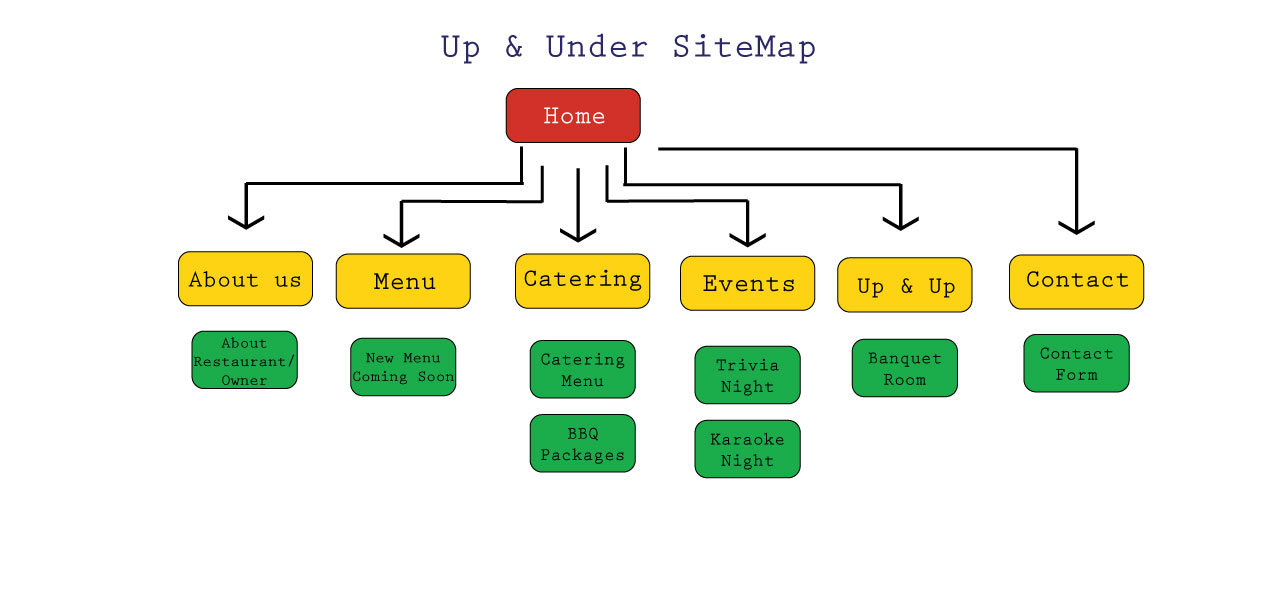 Up & Under SiteMap
Home
About us
Menu
Catering
Events
Up & Up
Contact
About
Restaurant/
Owner
New Menu
Coming Soon
Catering
Menu
Trivia
Night
Banquet
Room
Contact
Form
BBQ
Packages
Karaoke
Night